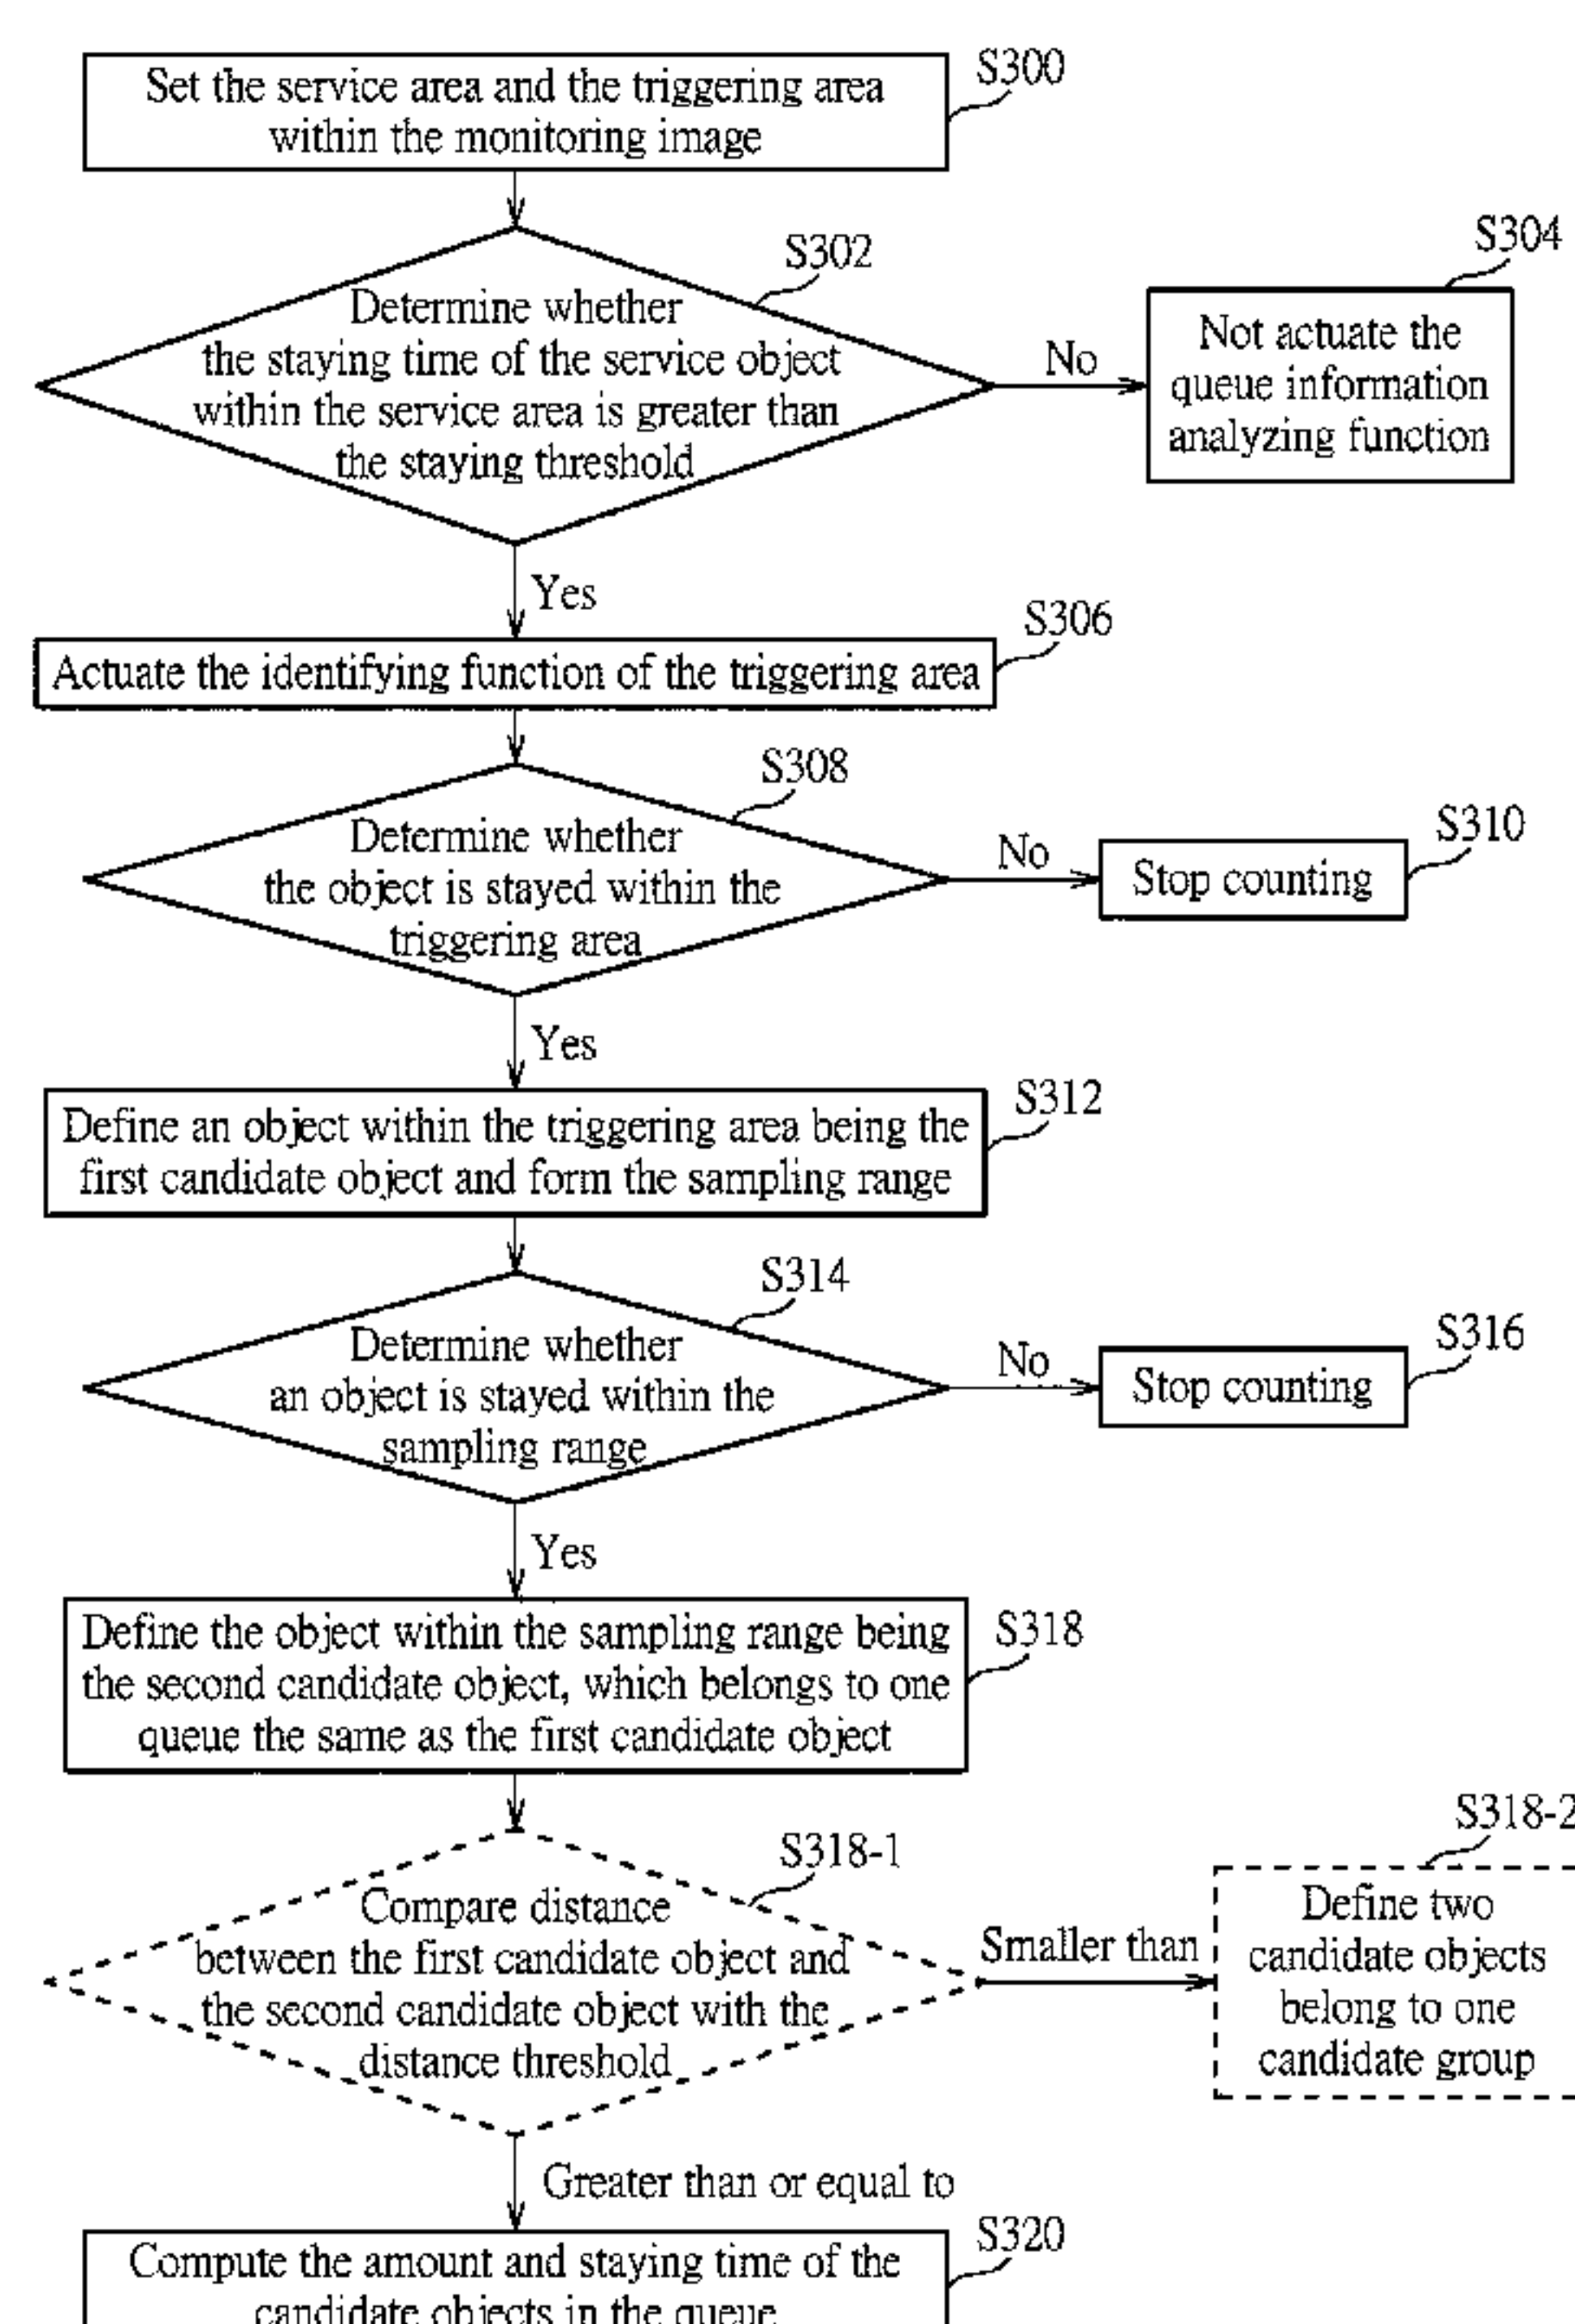 S300
Set the service area and the triggering area
within the monitoring image
S302
Determine whether
the staying time of the service object
within the service area is greater than
the staying threshold
No
S304
Not actuate the
queue information
analyzing function
Yes
S306
Actuate the identifying function of the triggering area
S308
Determine whether
the object is stayed within the
triggering area
No
S310
Stop counting
Yes
S312
Define an object within the triggering area being the
first candidate object and form the sampling range
S314
Determine whether
an object is stayed within the
sampling range
No
S316
Stop counting
Yes
S318
Define the object within the sampling range being
the second candidate object, which belongs to one
queue the same as the first candidate object
S318-1
Compare distance
between the first candidate object and
the second candidate object with the
distance threshold
Smaller than
S318-2
Define two
candidate objects
belong to one
candidate group
Greater than or equal to
S320
Compute the amount and staying time of the
candidate objects in the queue